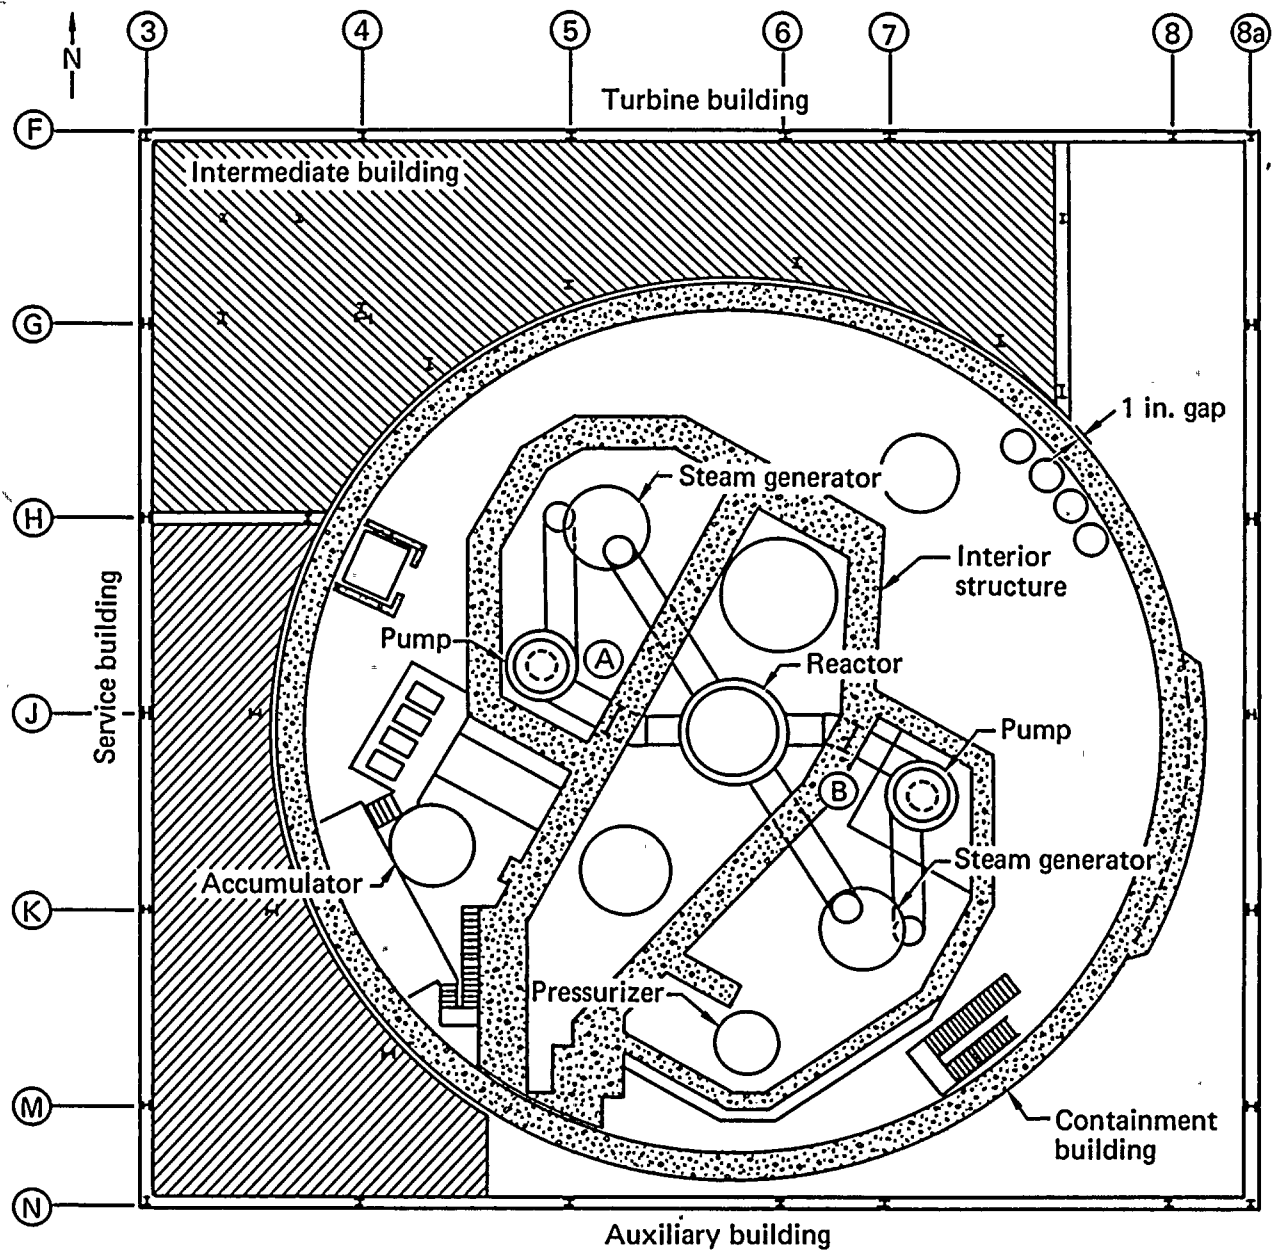 3 4 5 6 7 8 8a
N
Turbine building
F
Intermediate building
G
1 in. gap
Steam generator
H
Interior
structure
Service building
Pump
A
Reactor
J
Pump
B
Steam generator
Accumulator
K
Pressurizer
M
Containment
building
N
Auxiliary building